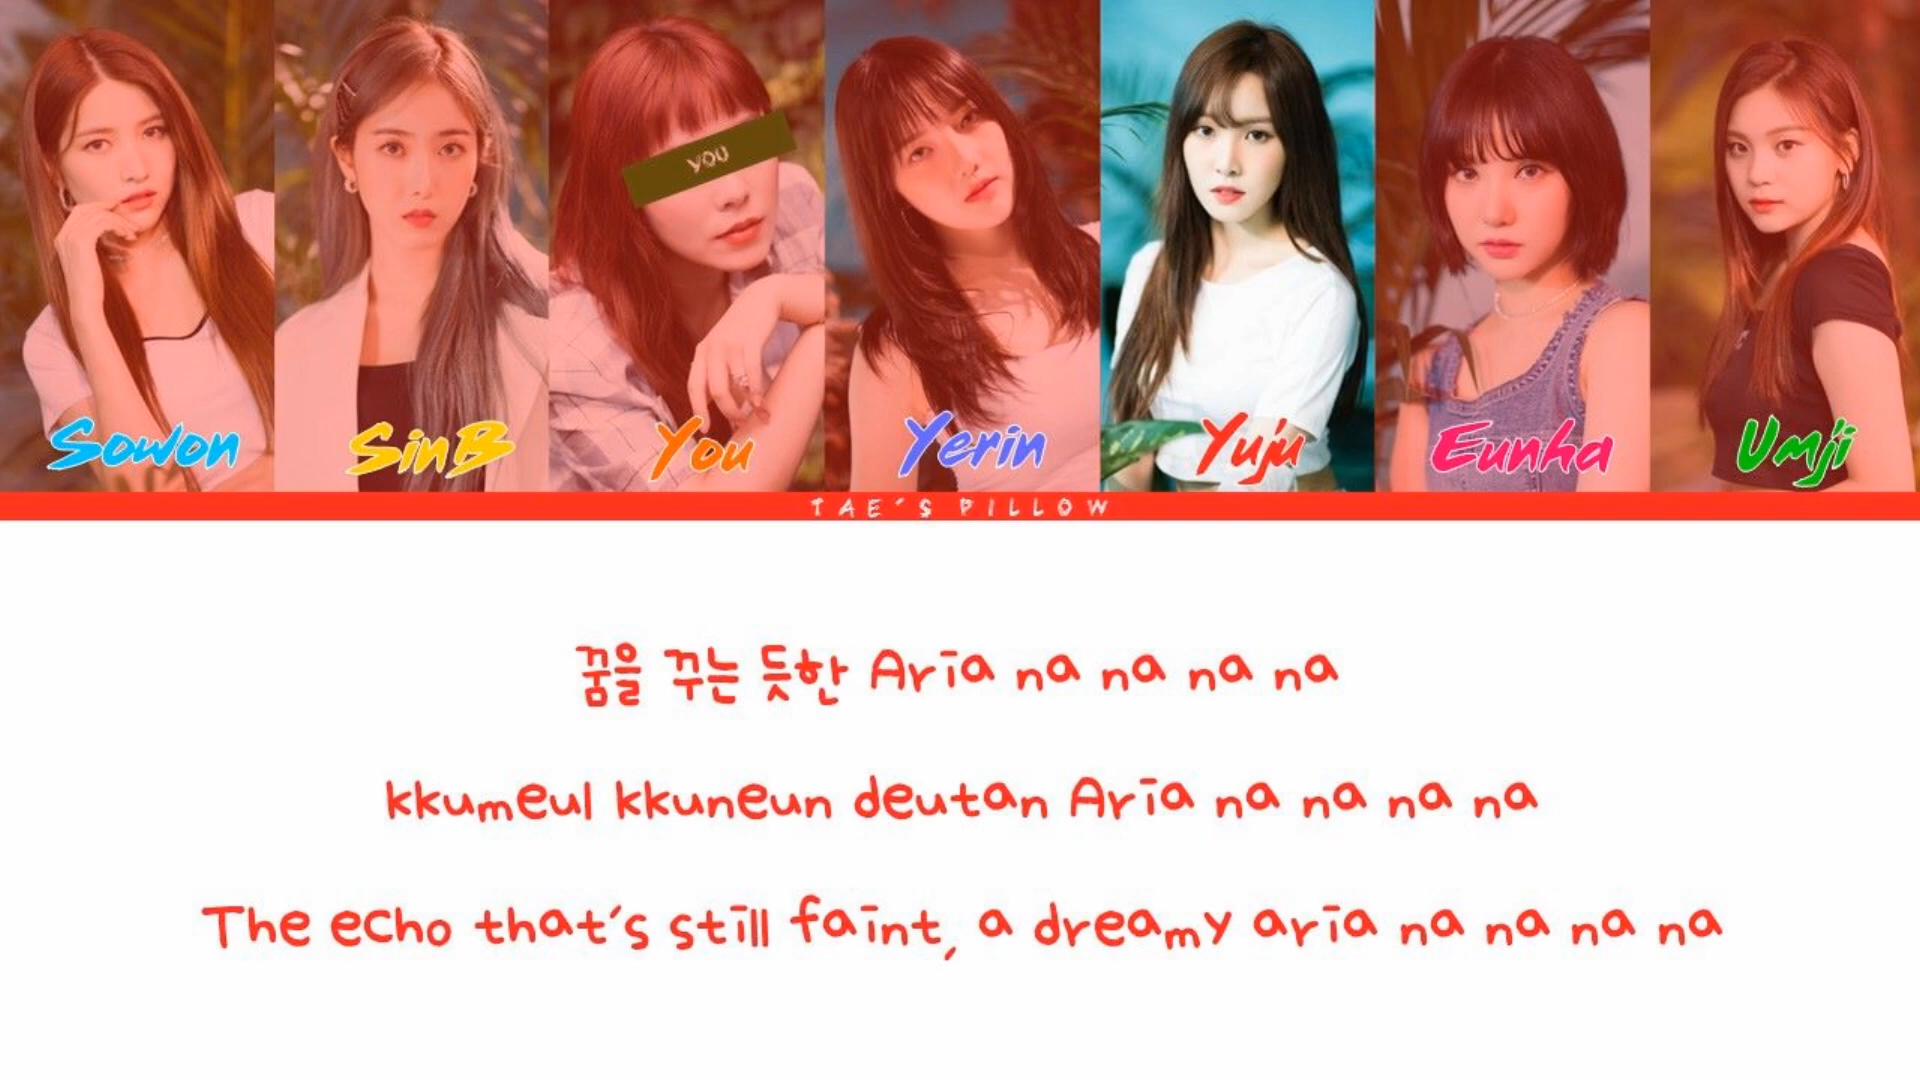 YOU
Sowon
SinB
You
Yerin
Yuju
Eunha
Umji
TAE'S PILLOW
꿈을 꾸는 듯한 Aria na na na na
kkumeul kkuneun deutan Aria na na na na
The echo that's still faint, a dreamy aria na na na na